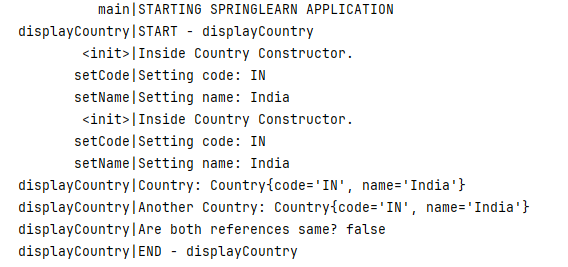 main|STARTING SPRINGLEARN APPLICATION
displayCountry|START - displayCountry
<init>|Inside Country Constructor.
setCode|Setting code: IN
setName|Setting name: India
<init>|Inside Country Constructor.
setCode|Setting code: IN
setName|Setting name: India
displayCountry|Country: Country{code='IN', name='India'}
displayCountry|Another Country: Country{code='IN', name='India'}
displayCountry|Are both references same? false
displayCountry|END - displayCountry